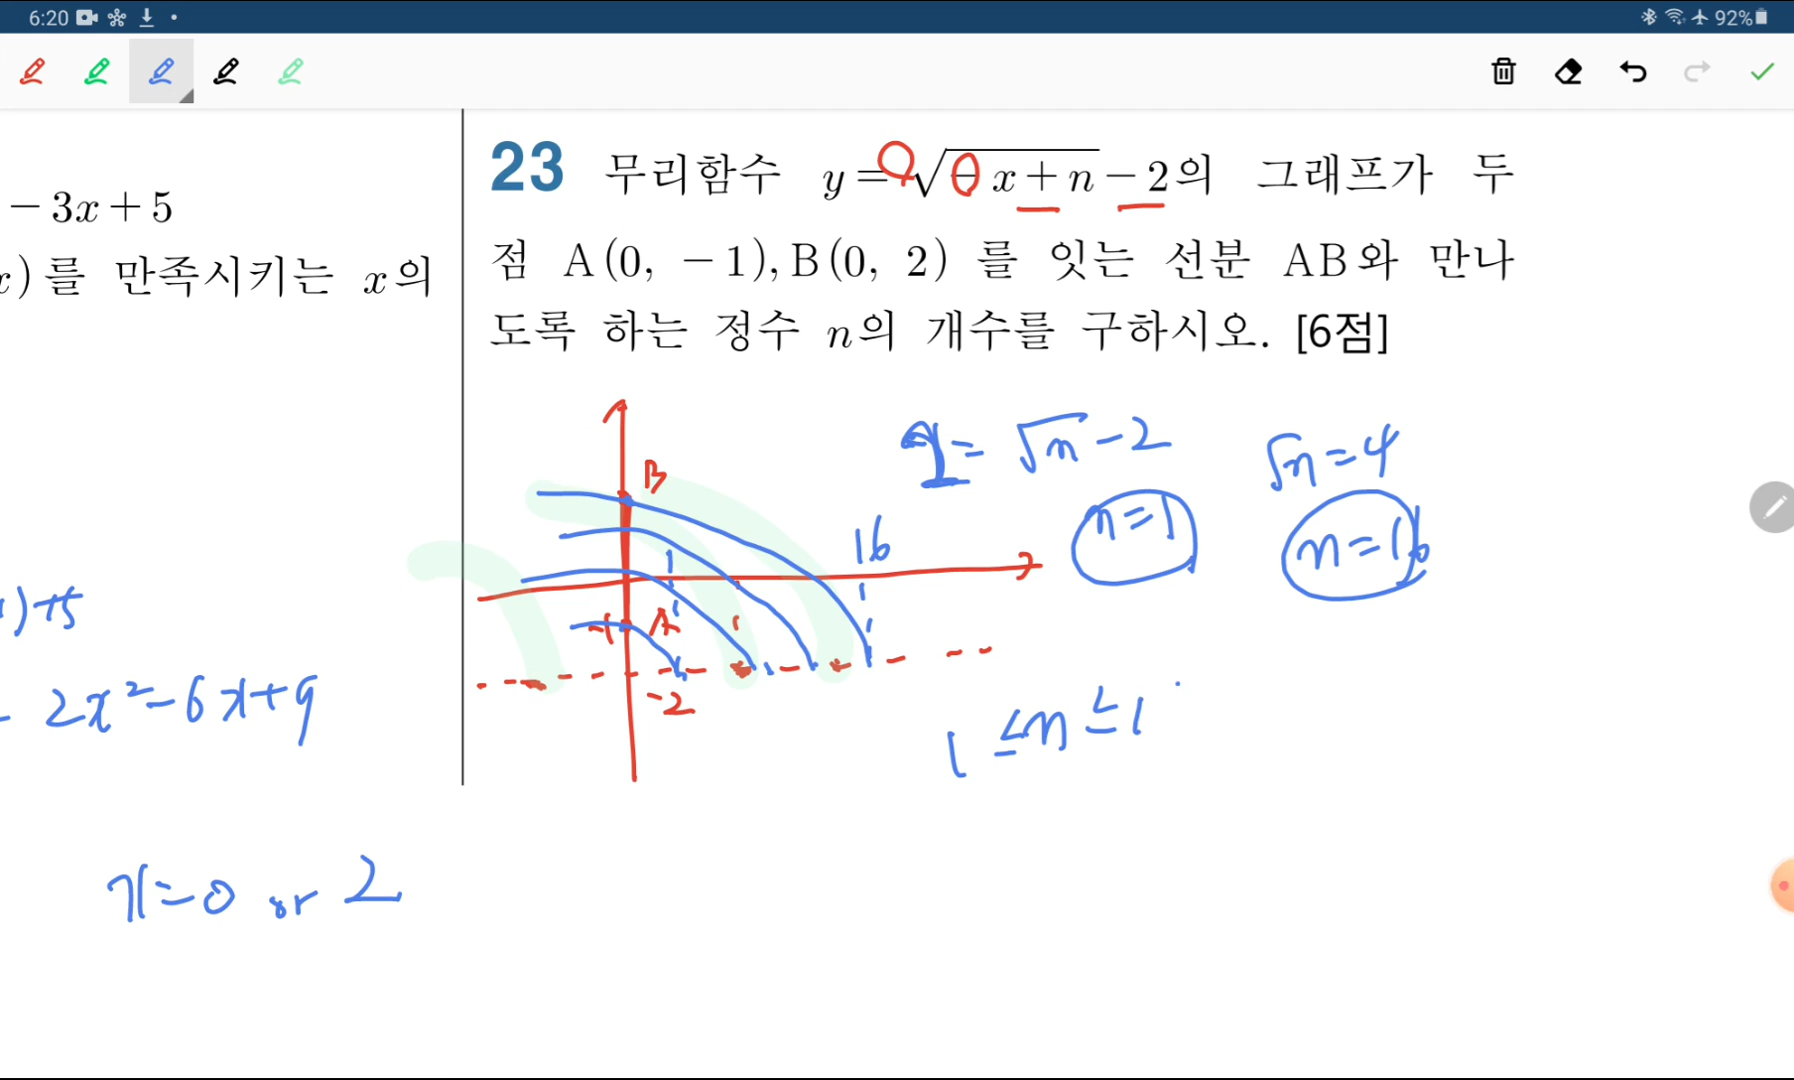 6:20
92%
- 3x + 5
x)를 만족시키는 x의
)+5
2x²-6x+9
x=0 or 2
23 무리함수 y=√-x+n-2의 그래프가 두
점 A(0, -1), B(0, 2) 를 잇는 선분 AB와 만나
도록 하는 정수 n의 개수를 구하시오. [6점]
B
1
16
-1
A
-2
= √n -2
√n=4
n=1
n=16
1 ≤n ≤1